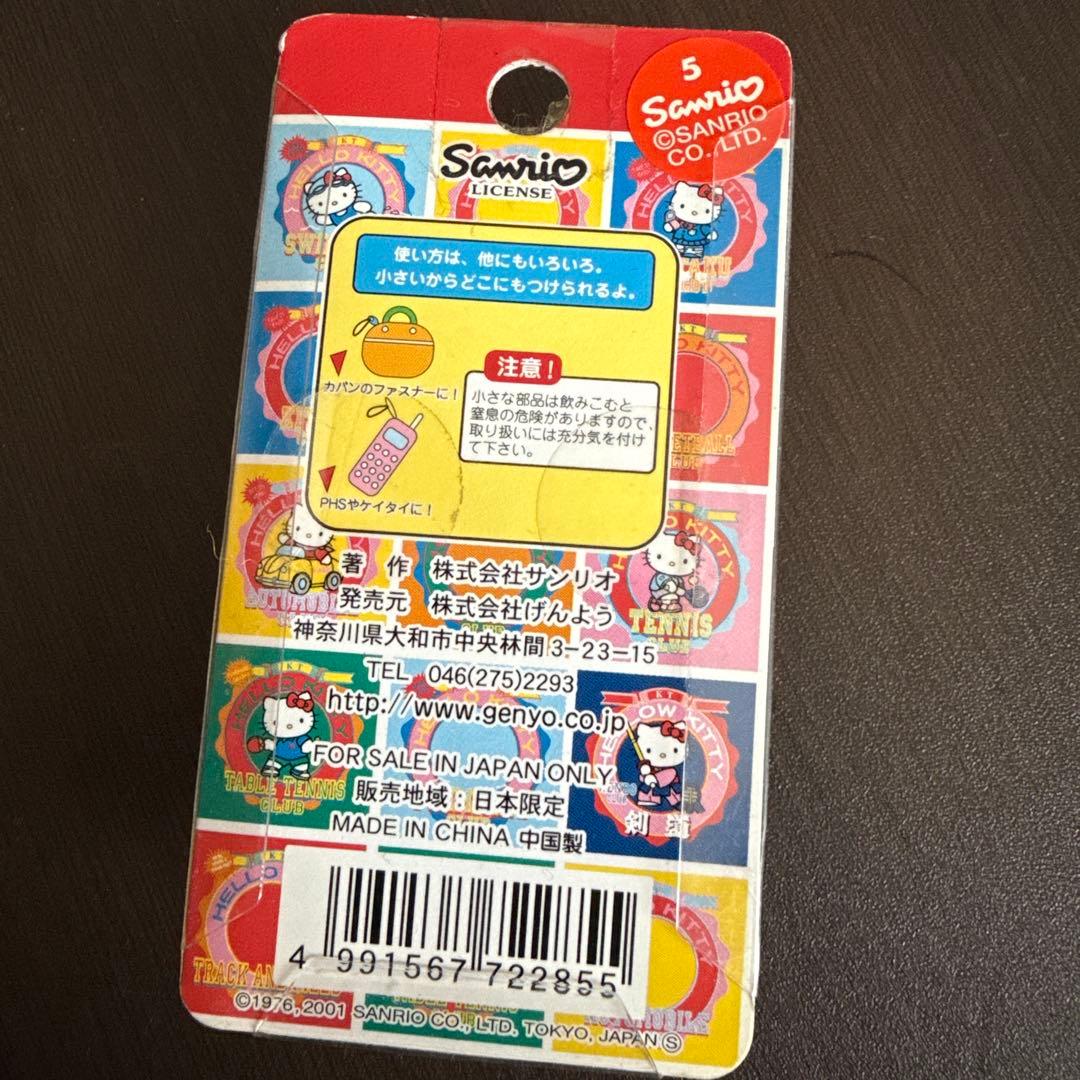 5
Sanrio
©SANRIO
CO., LTD.
Sanrio
LICENSE
KT
HELLO KITTY
HELLO KITTY
使い方は、他にもいろいろ。
小さいからどこにもつけられるよ。
カバンのファスナーに！
注意！
小さな部品は飲みこむと
窒息の危険がありますので、
取り扱いには充分気を付け
て下さい。
PHSやケイタイに！
著 作 株式会社サンリオ
発売元 株式会社げんよう
神奈川県大和市中央林間3-23-15
TEL 046(275)2293
http://www.genyo.co.jp
FOR SALE IN JAPAN ONLY
販売地域：日本限定
MADE IN CHINA 中国製
TENNIS
CLUB
KT
TABLE TENNIS
CLUB
KT
4 991567 722855
©1976, 2001 SANRIO CO., LTD. TOKYO, JAPAN Ⓢ